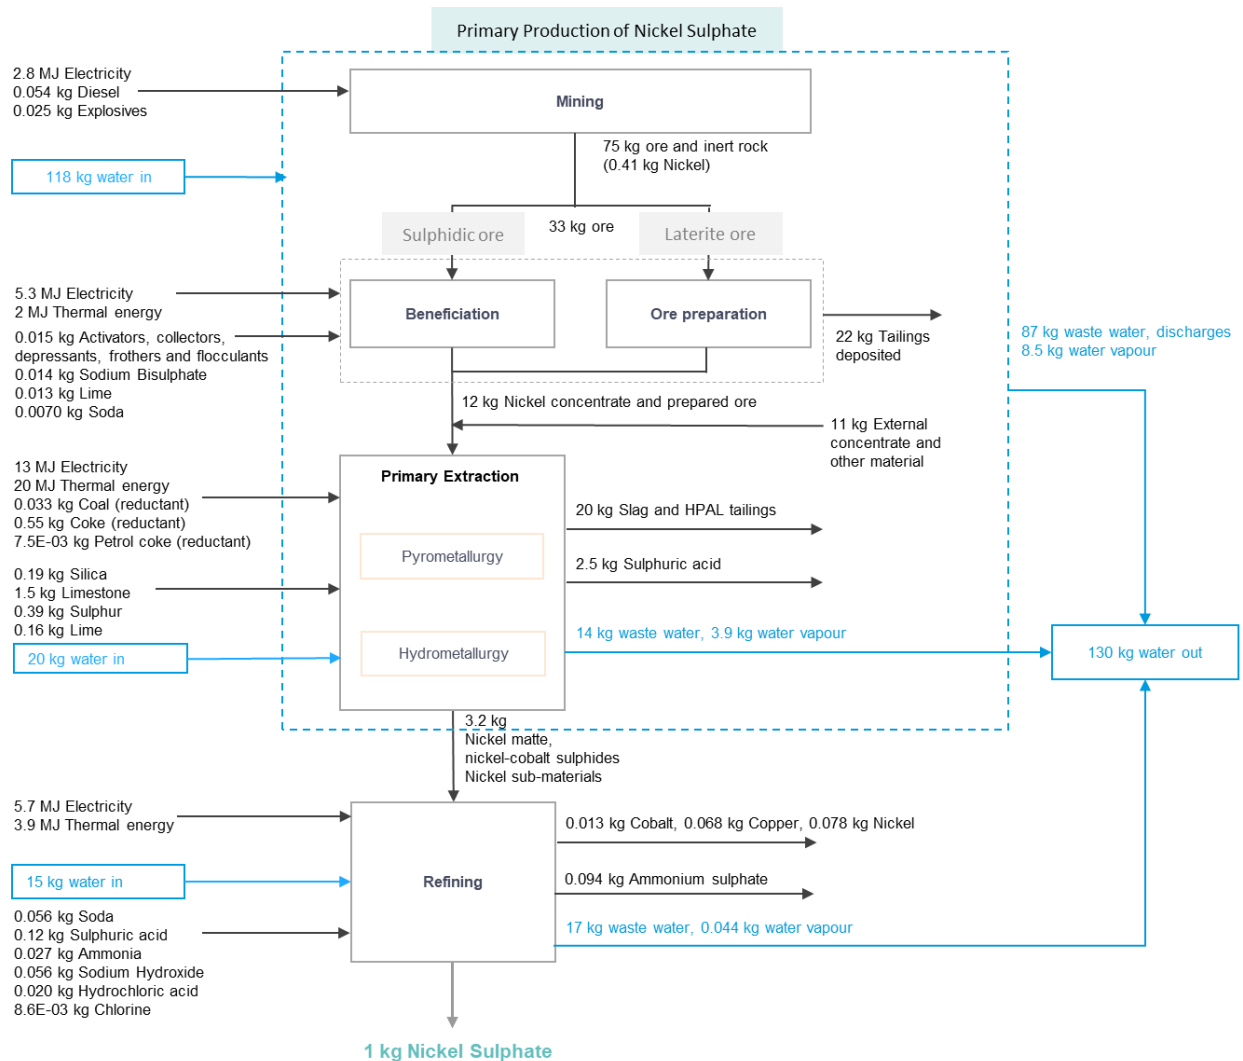 Primary Production of Nickel Sulphate
2.8 MJ Electricity
0.054 kg Diesel
0.025 kg Explosives
Mining
75 kg ore and inert rock
(0.41 kg Nickel)
118 kg water in
33 kg ore
Sulphidic ore
Laterite ore
5.3 MJ Electricity
2 MJ Thermal energy
0.015 kg Activators, collectors,
depressants, frothers and flocculants
0.014 kg Sodium Bisulphate
0.013 kg Lime
0.0070 kg Soda
Beneficiation
Ore preparation
22 kg Tailings
deposited
87 kg waste water, discharges
8.5 kg water vapour
12 kg Nickel concentrate and prepared ore
11 kg External
concentrate and
other material
13 MJ Electricity
20 MJ Thermal energy
0.033 kg Coal (reductant)
0.55 kg Coke (reductant)
7.5E-03 kg Petrol coke (reductant)
Primary Extraction
20 kg Slag and HPAL tailings
Pyrometallurgy
2.5 kg Sulphuric acid
0.19 kg Silica
1.5 kg Limestone
0.39 kg Sulphur
0.16 kg Lime
20 kg water in
Hydrometallurgy
14 kg waste water, 3.9 kg water vapour
130 kg water out
3.2 kg
Nickel matte,
nickel-cobalt sulphides
Nickel sub-materials
5.7 MJ Electricity
3.9 MJ Thermal energy
15 kg water in
Refining
0.013 kg Cobalt, 0.068 kg Copper, 0.078 kg Nickel
0.094 kg Ammonium sulphate
17 kg waste water, 0.044 kg water vapour
0.056 kg Soda
0.12 kg Sulphuric acid
0.027 kg Ammonia
0.056 kg Sodium Hydroxide
0.020 kg Hydrochloric acid
8.6E-03 kg Chlorine
1 kg Nickel Sulphate